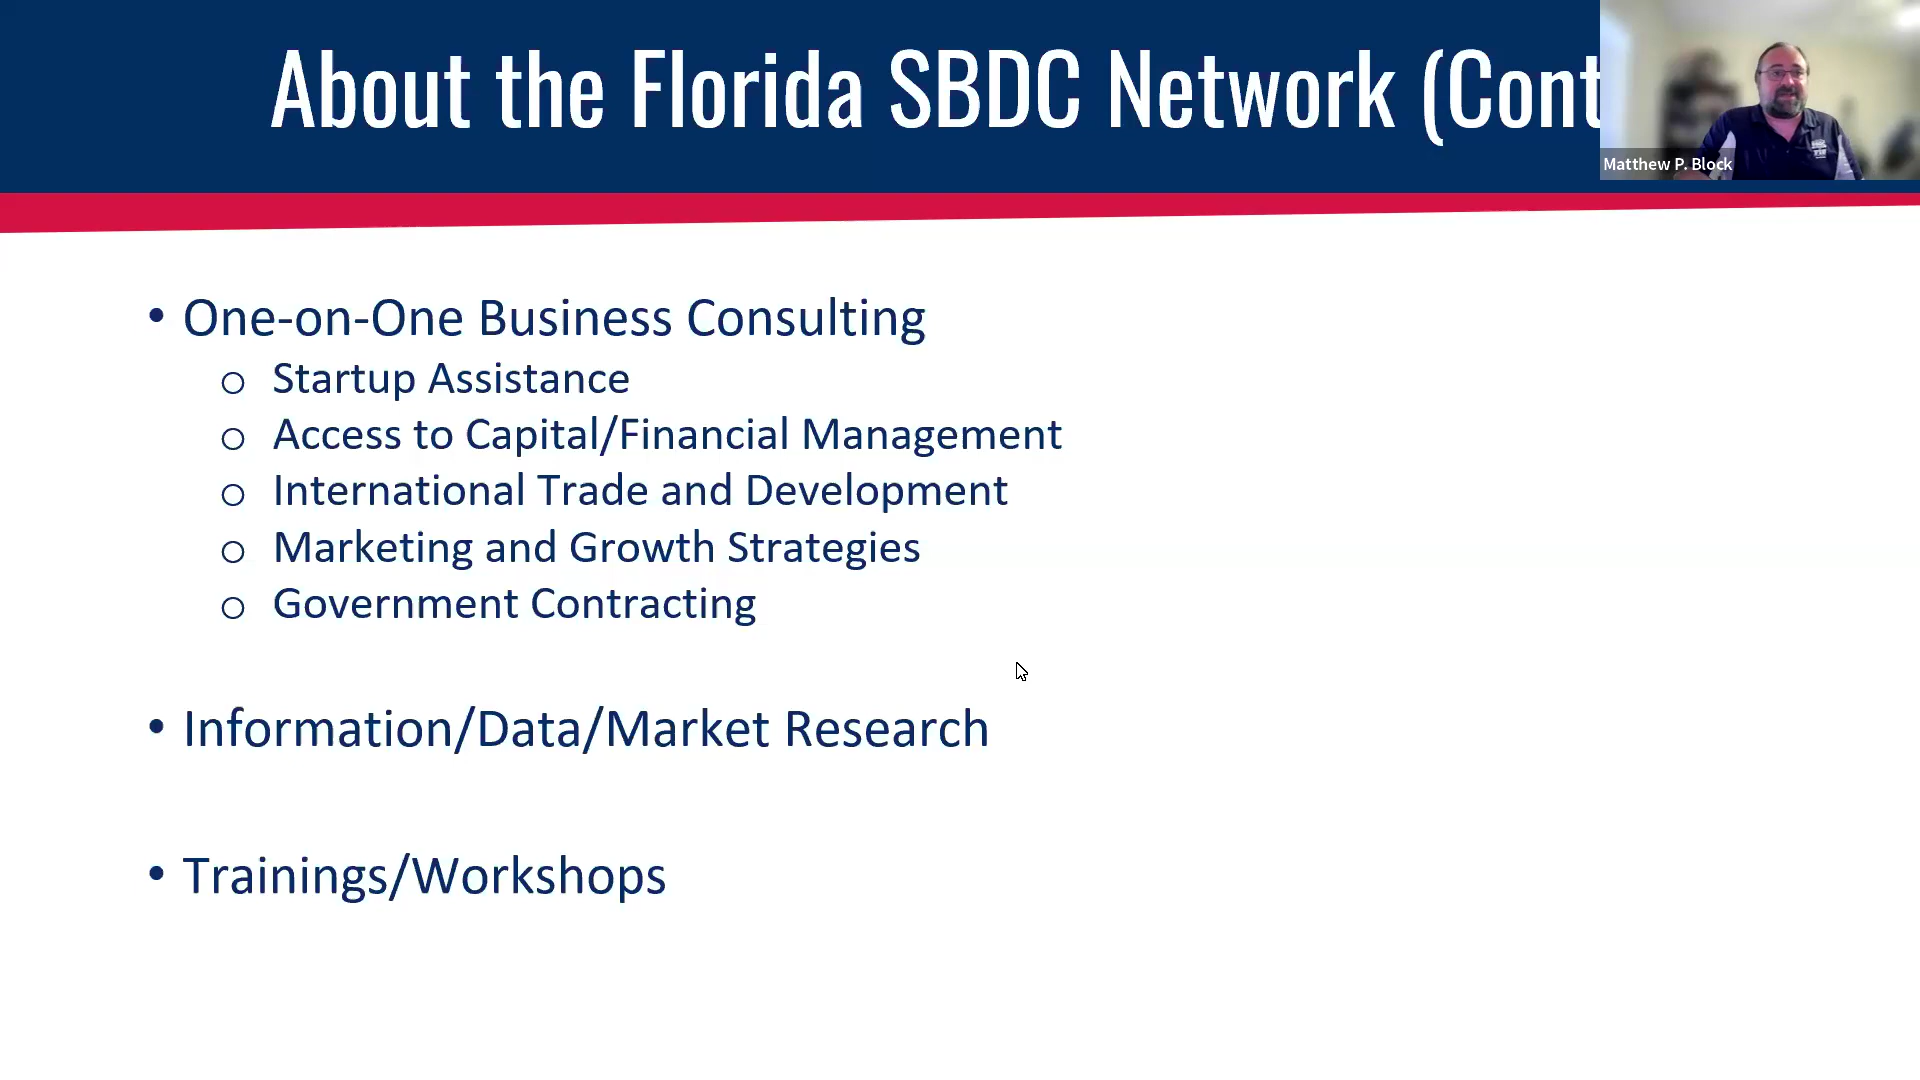 About the Florida SBDC Network (Cont
Matthew P. Block
• One-on-One Business Consulting
o Startup Assistance
o Access to Capital/Financial Management
o International Trade and Development
o Marketing and Growth Strategies
o Government Contracting
• Information/Data/Market Research
• Trainings/Workshops